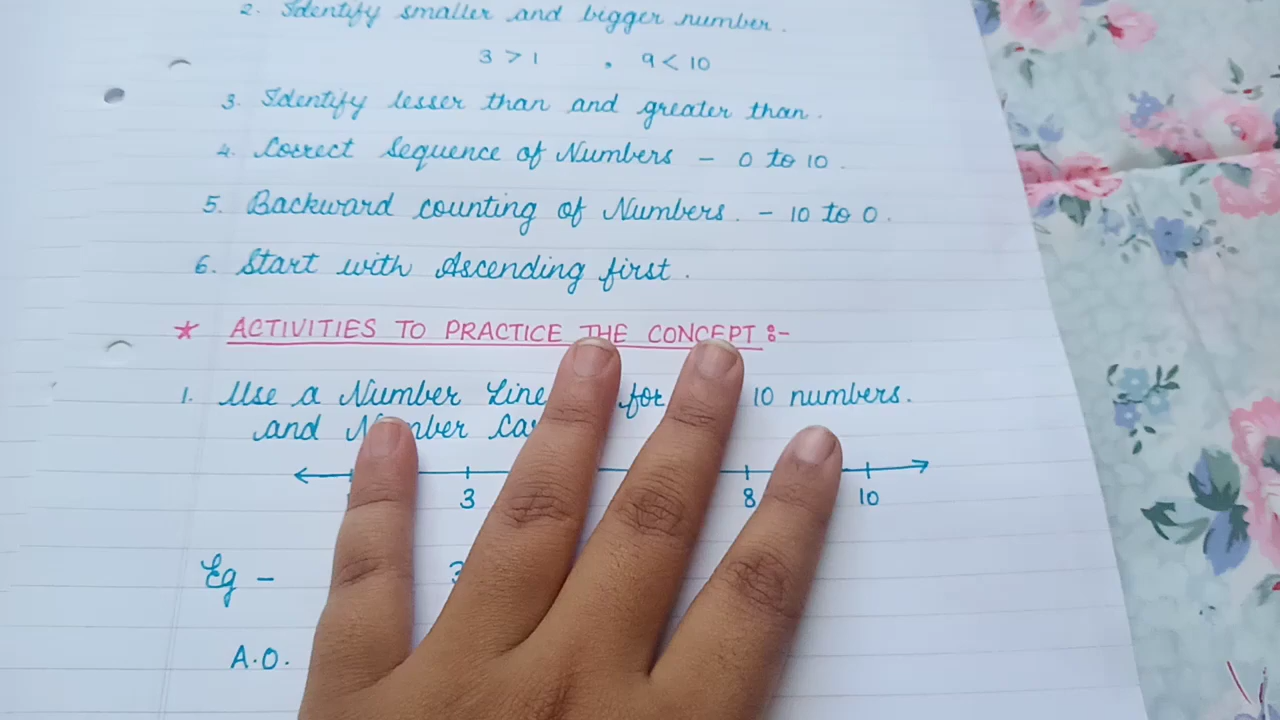 2. Identify smaller and bigger number.
3 > 1 , 9 < 10
3. Identify lesser than and greater than.
4. Correct Sequence of Numbers - 0 to 10.
5. Backward counting of Numbers. - 10 to 0.
6. Start with Ascending first.
* ACTIVITIES TO PRACTICE THE CONCEPT :-
1. Use a Number Line for 10 numbers.
and Number
3 8 10
Eg -
A.O.